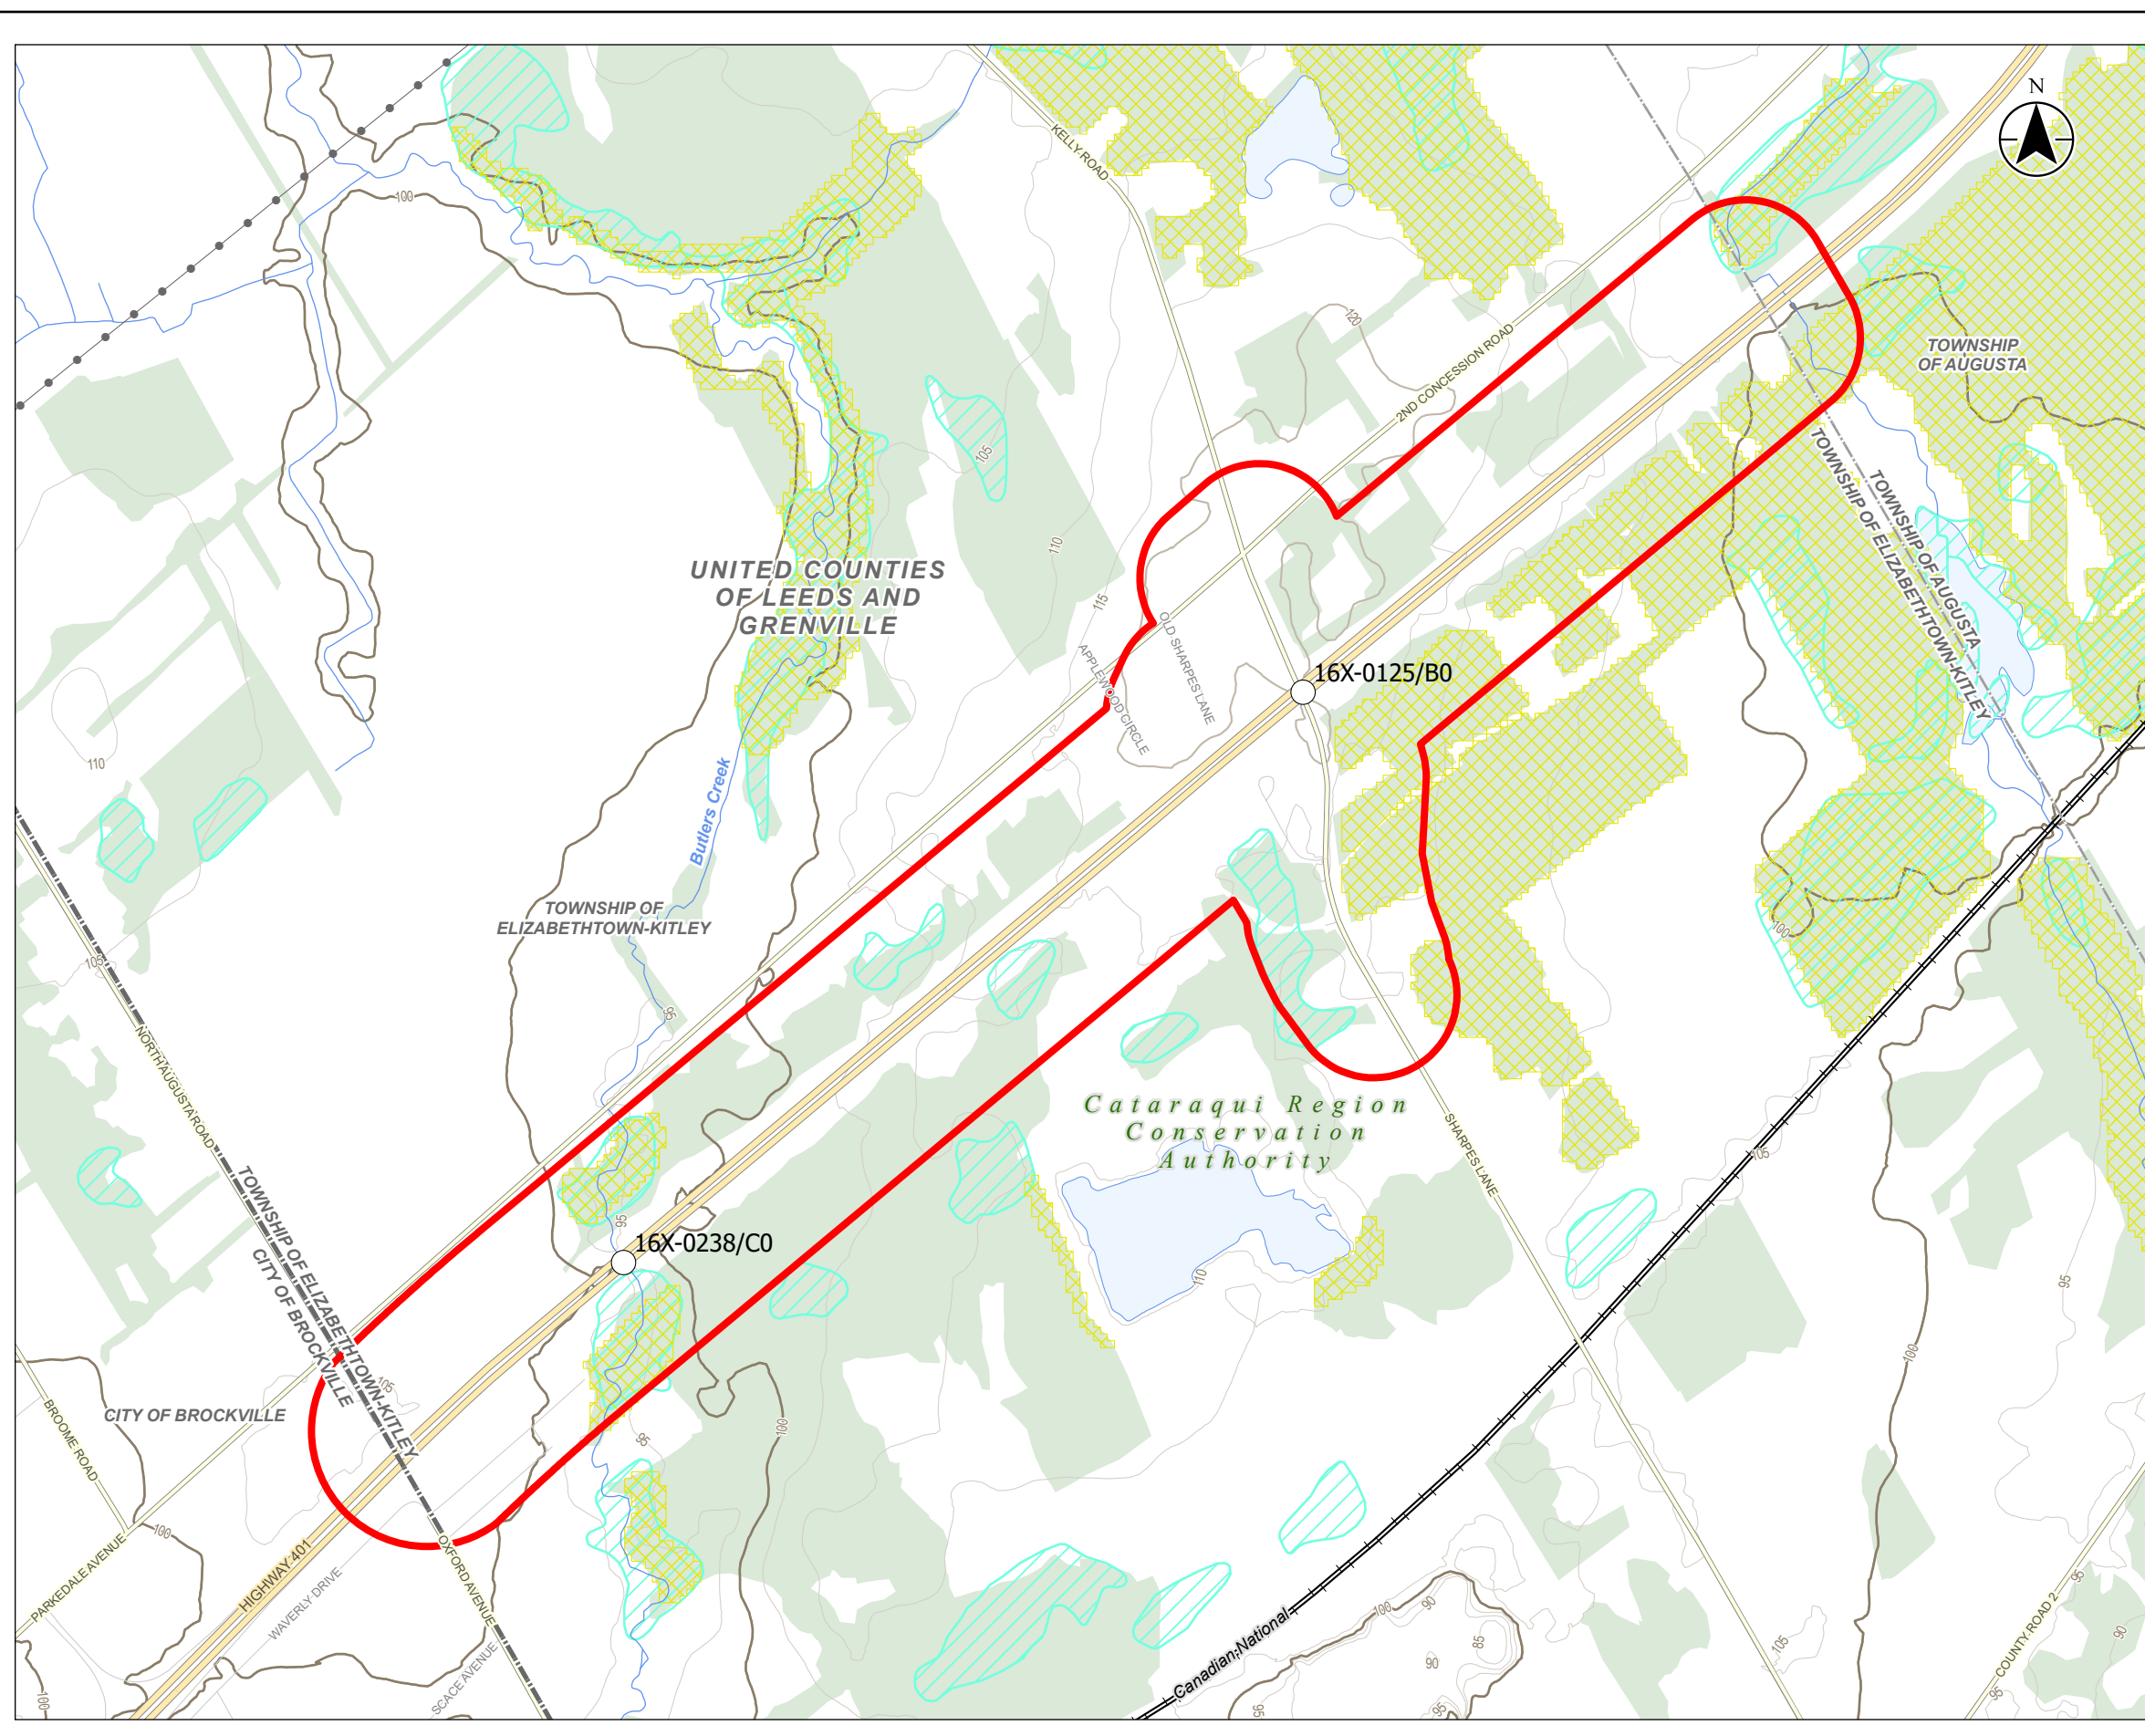 N
KELLY ROAD
100
120
2ND CONCESSION ROAD
TOWNSHIP
OF AUGUSTA
105
TOWNSHIP OF AUGUSTA
TOWNSHIP OF ELIZABETHTOWN-KITLEY
110
UNITED COUNTIES
OF LEEDS AND
GRENVILLE
115
OLD SHARPES LANE
APPLEWOOD CIRCLE
16X-0125/B0
110
Butlers Creek
TOWNSHIP OF
ELIZABETHTOWN-KITLEY
100
105
95
NORTH AUGUSTA ROAD
Cataraqui Region
Conservation
Authority
SHARPES LANE
105
TOWNSHIP OF ELIZABETHTOWN-KITLEY
CITY OF BROCKVILLE
95
16X-0238/C0
110
95
100
105
CITY OF BROCKVILLE
BROOME ROAD
100
95
100
PARKEDALE AVENUE
HIGHWAY 401
WAVERLY DRIVE
OXFORD AVENUE
SCACE AVENUE
100
Canadian National
100
90
85
90
95
95
105
COUNTY ROAD 2
95
95
90